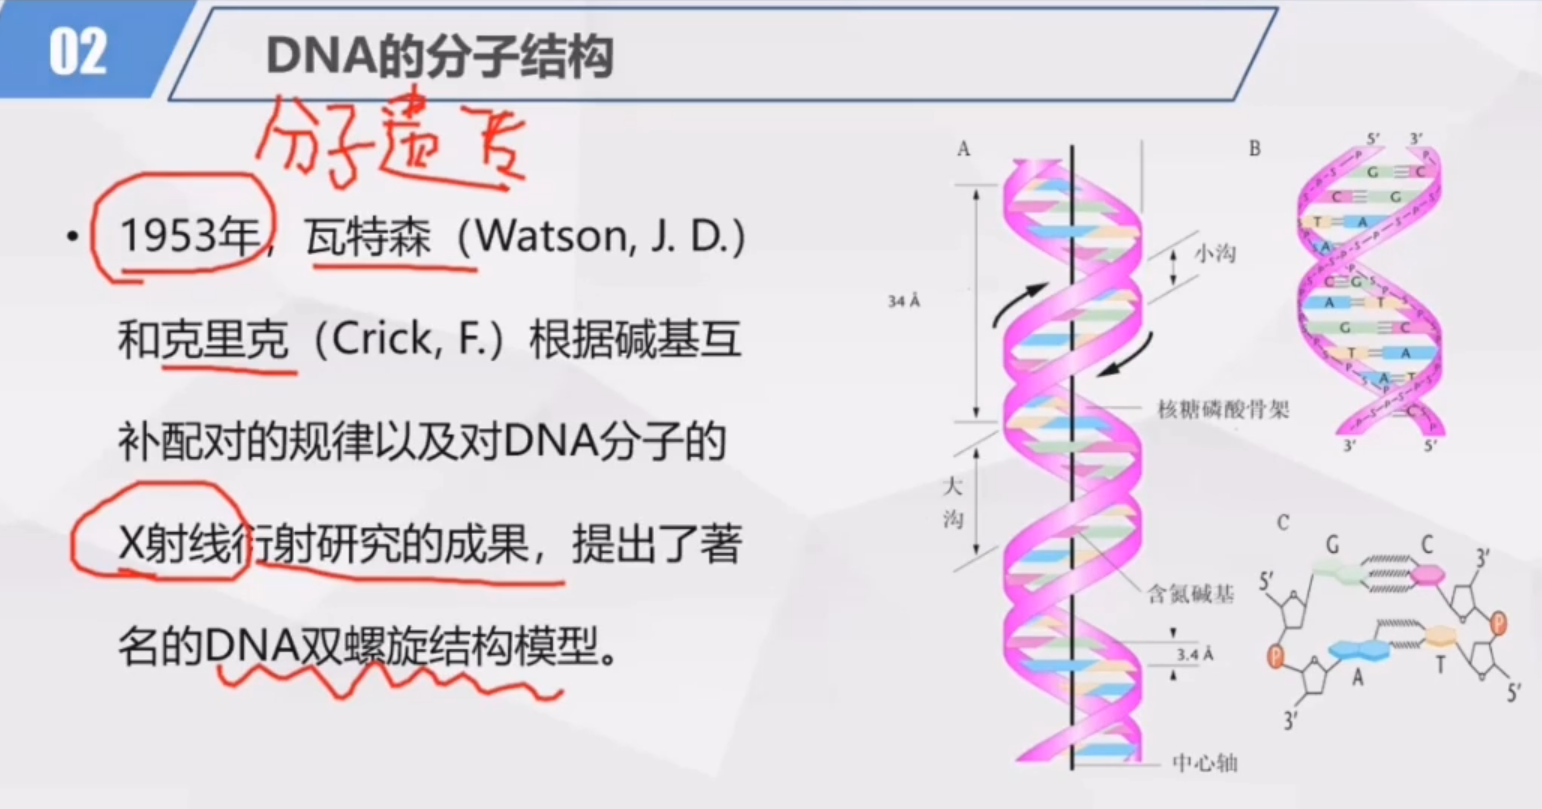 02
DNA的分子结构
分子遗传
• 1953年，瓦特森（Watson, J. D.）
和克里克（Crick, F.）根据碱基互
补配对的规律以及对DNA分子的
X射线衍射研究的成果，提出了著
名的DNA双螺旋结构模型。
A
34 Å
小沟
核糖磷酸骨架
大
沟
含氮碱基
3.4 Å
中心轴
B
5′ 3′
G C
C G
T A
A
C G
A T
G C
T A
A T
C
3′ 5′
C
G C
5′ 3′
P P
A T
3′ 5′